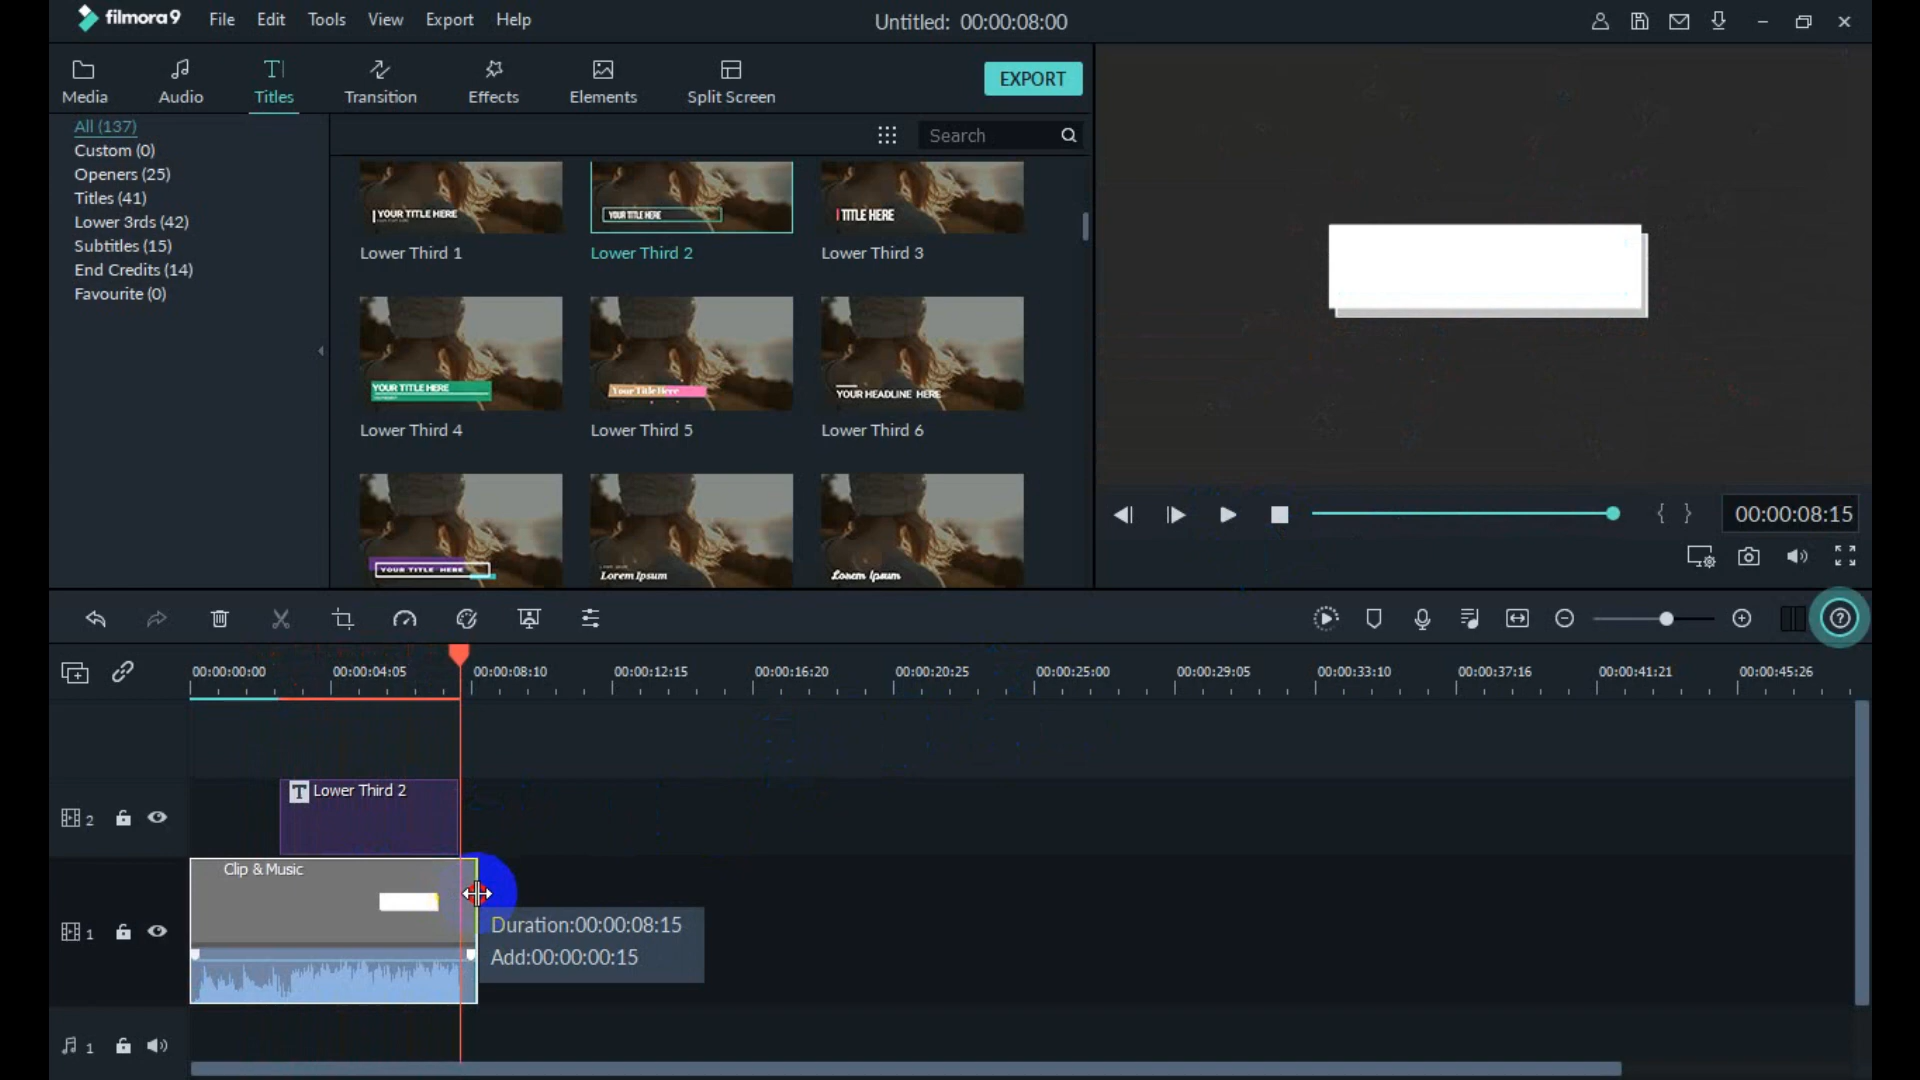 filmora9 File Edit Tools View Export Help Untitled: 00:00:08:00
Media Audio Titles Transition Effects Elements Split Screen EXPORT
All (137)
Custom (0)
Openers (25)
Titles (41)
Lower 3rds (42)
Subtitles (15)
End Credits (14)
Favourite (0)
Search
YOUR TITLE HERE
YOUR TITLE HERE
TITLE HERE
Lower Third 1 Lower Third 2 Lower Third 3
YOUR TITLE HERE
Your Title Here
YOUR HEADLINE HERE
Lower Third 4 Lower Third 5 Lower Third 6
YOUR TITLE HERE
Lorem Ipsum
Lorem Ipsum
00:00:08:15
00:00:00:00 00:00:04:05 00:00:08:10 00:00:12:15 00:00:16:20 00:00:20:25 00:00:25:00 00:00:29:05 00:00:33:10 00:00:37:16 00:00:41:21 00:00:45:26
T Lower Third 2
2
Clip & Music
1
Duration:00:00:08:15
Add:00:00:00:15
1